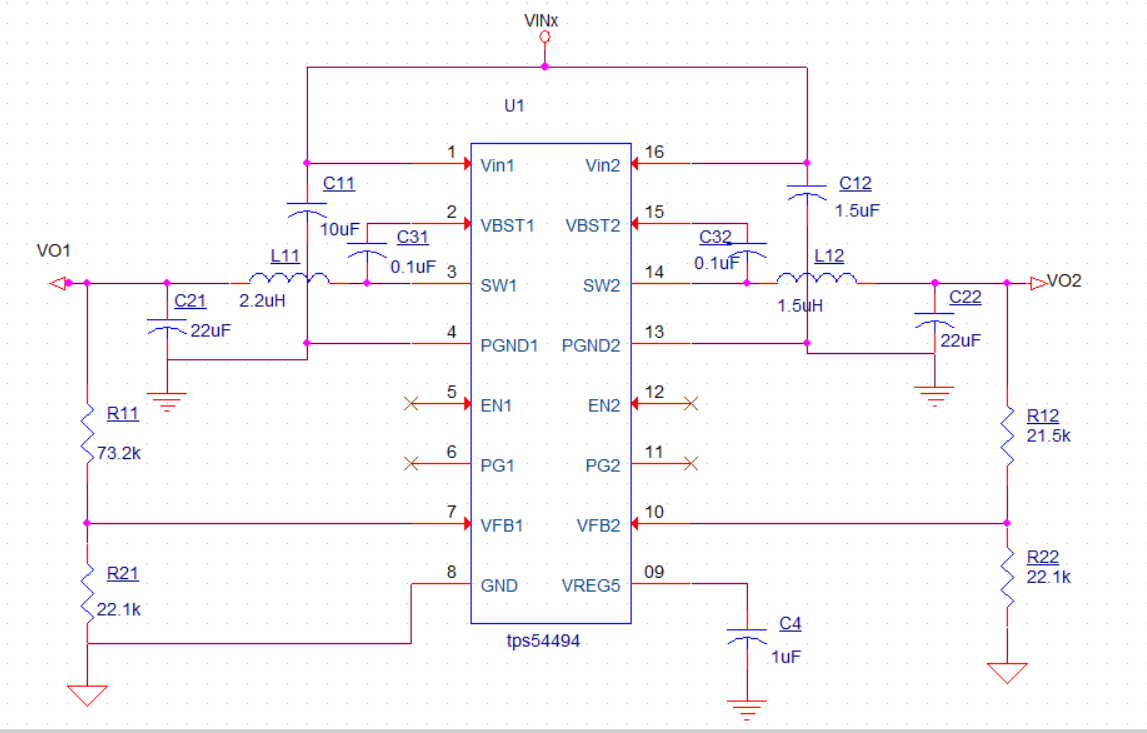 VINx
U1
1
Vin1
Vin2
16
C11
10uF
C12
1.5uF
2
VBST1
VBST2
15
C31
0.1uF
C32
0.1uF
VO1
L11
2.2uH
3
SW1
SW2
14
L12
1.5uH
VO2
C21
22uF
C22
22uF
4
PGND1
PGND2
13
5
EN1
EN2
12
R11
73.2k
R12
21.5k
6
PG1
PG2
11
7
VFB1
VFB2
10
R21
22.1k
R22
22.1k
8
GND
VREG5
09
tps54494
C4
1uF